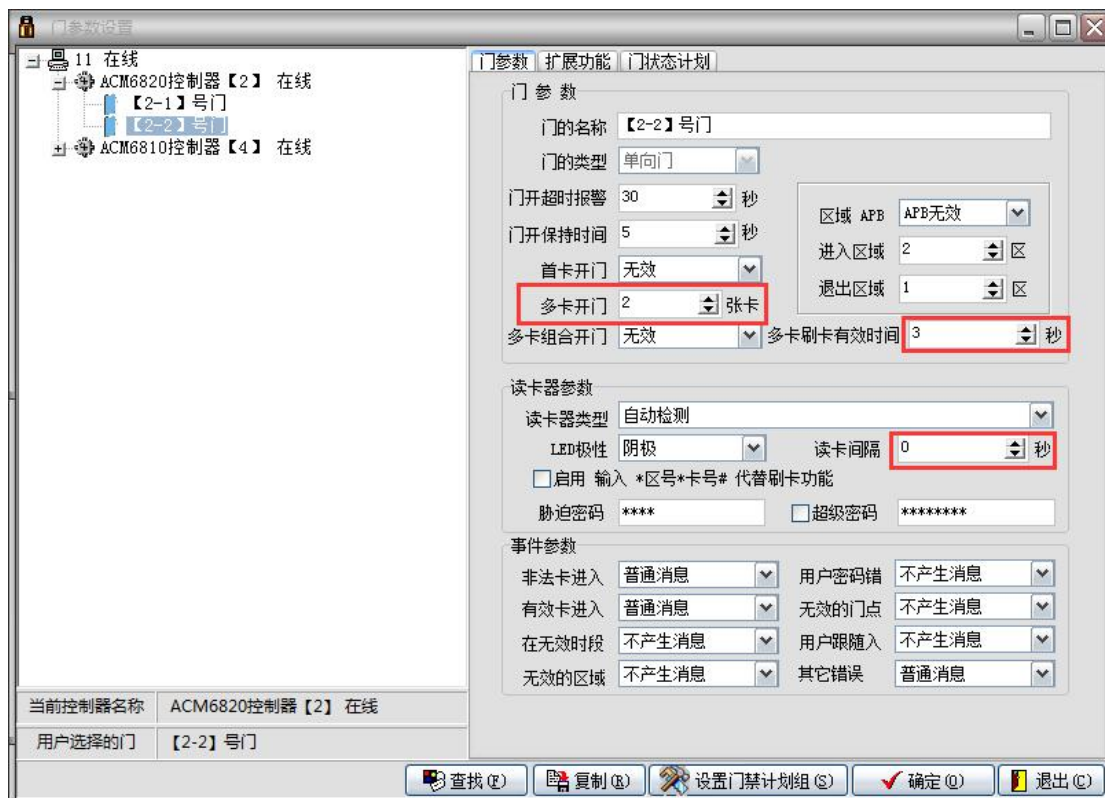 门参数设置
11 在线
ACM6820控制器【2】 在线
【2-1】号门
【2-2】号门
ACM6810控制器【4】 在线
当前控制器名称 ACM6820控制器【2】 在线
用户选择的门 【2-2】号门
门参数 扩展功能 门状态计划
门 参 数
门的名称 【2-2】号门
门的类型 单向门
门开超时报警 30 秒
门开保持时间 5 秒
首卡开门 无效
多卡开门 2 张卡
区域 APB APB无效
进入区域 2 区
退出区域 1 区
多卡组合开门 无效 多卡刷卡有效时间 3 秒
读卡器参数
读卡器类型 自动检测
LED极性 阴极 读卡间隔 0 秒
启用 输入 *区号*卡号# 代替刷卡功能
胁迫密码 **** 超级密码 ********
事件参数
非法卡进入 普通消息 用户密码错 不产生消息
有效卡进入 普通消息 无效的门点 不产生消息
在无效时段 不产生消息 用户跟随入 不产生消息
无效的区域 不产生消息 其它错误 普通消息
查找(F) 复制(R) 设置门禁计划组(S) 确定(O) 退出(C)